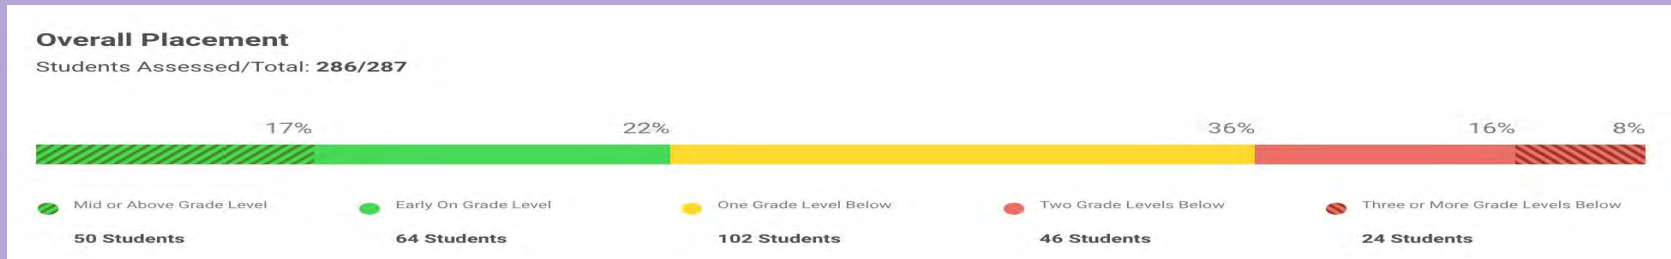 Overall Placement
Students Assessed/Total: 286/287
17% 22% 36% 16% 8%
Mid or Above Grade Level Early On Grade Level One Grade Level Below Two Grade Levels Below Three or More Grade Levels Below
50 Students 64 Students 102 Students 46 Students 24 Students